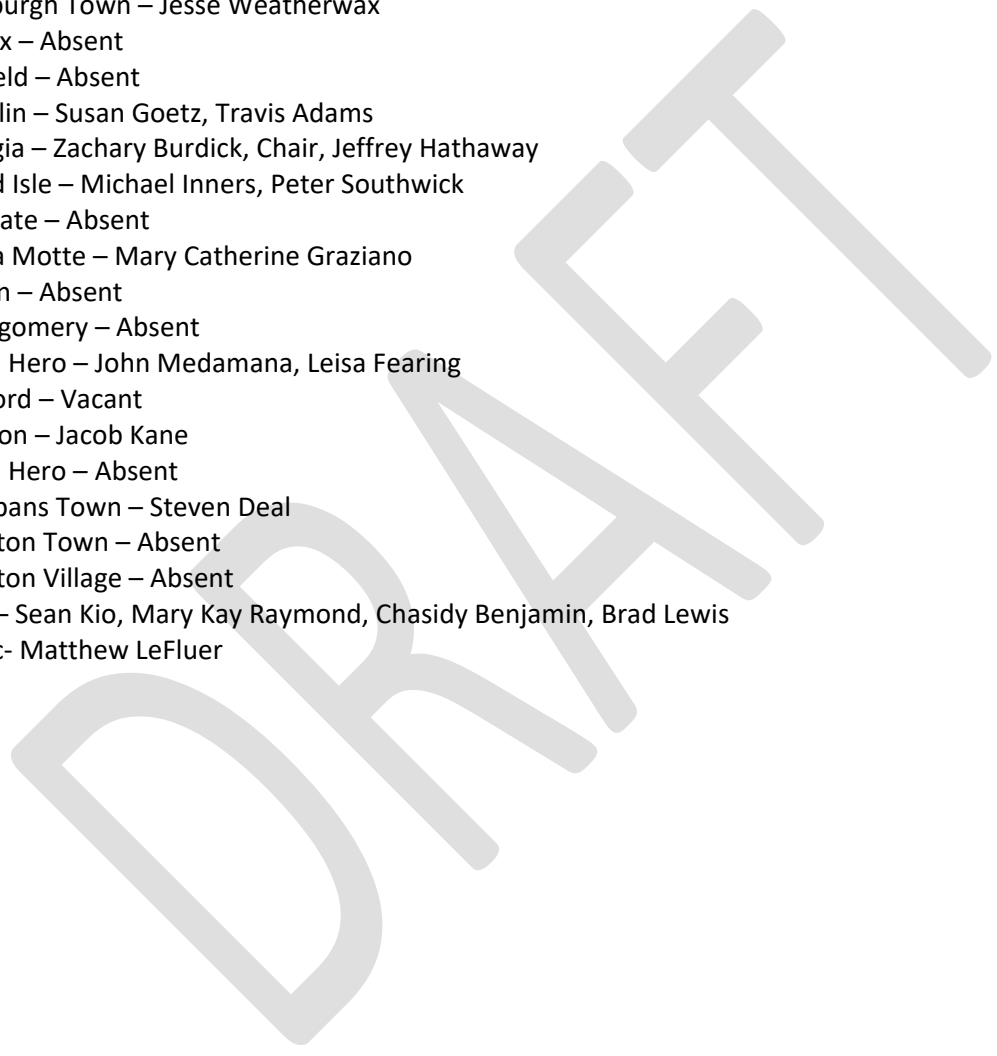 burgh Town – Jesse Weatherwax
x – Absent
eld – Absent
lin – Susan Goetz, Travis Adams
gia – Zachary Burdick, Chair, Jeffrey Hathaway
d Isle – Michael Inners, Peter Southwick
ate – Absent
a Motte – Mary Catherine Graziano
n – Absent
gomery – Absent
Hero – John Medamana, Leisa Fearing
ord – Vacant
on – Jacob Kane
Hero – Absent
bans Town – Steven Deal
ton Town – Absent
ton Village – Absent
– Sean Kio, Mary Kay Raymond, Chasidy Benjamin, Brad Lewis
c- Matthew LeFluer
DRAFT